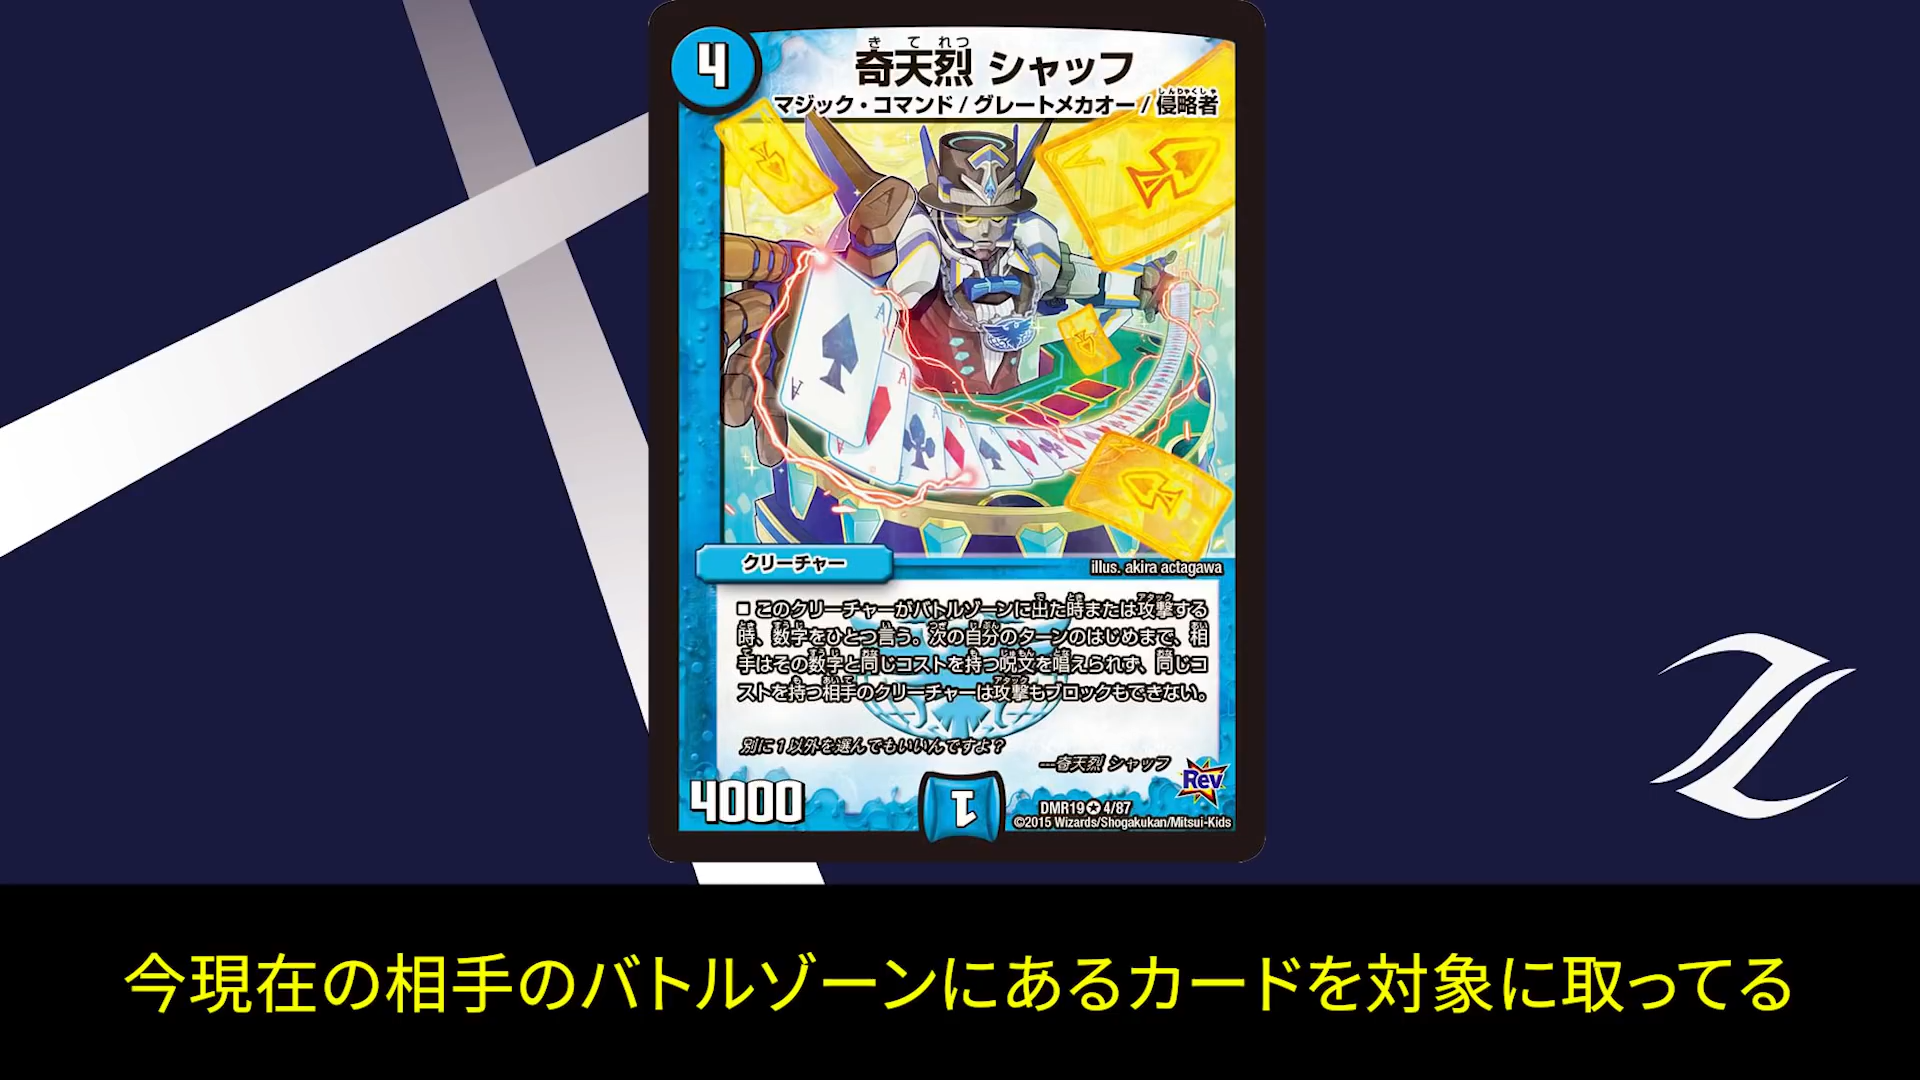 4
きてれつ
奇天烈 シャッフ
しんりゃくしゃ
マジック・コマンド / グレートメカオー / 侵略者
A
A
A
クリーチャー
illus. akira actagawa
■ このクリーチャーがバトルゾーンに出た時または攻撃する
時、数字をひとつ言う。次の自分のターンのはじめまで、相
手はその数字と同じコストを持つ呪文を唱えられず、同じコ
ストを持つ相手のクリーチャーは攻撃もブロックもできない。
別に1以外を選んでもいいんですよ?
---奇天烈 シャッフ
Rev
4000
1
DMR19✪4/87
©2015 Wizards/Shogakukan/Mitsui-Kids
今現在の相手のバトルゾーンにあるカードを対象に取ってる